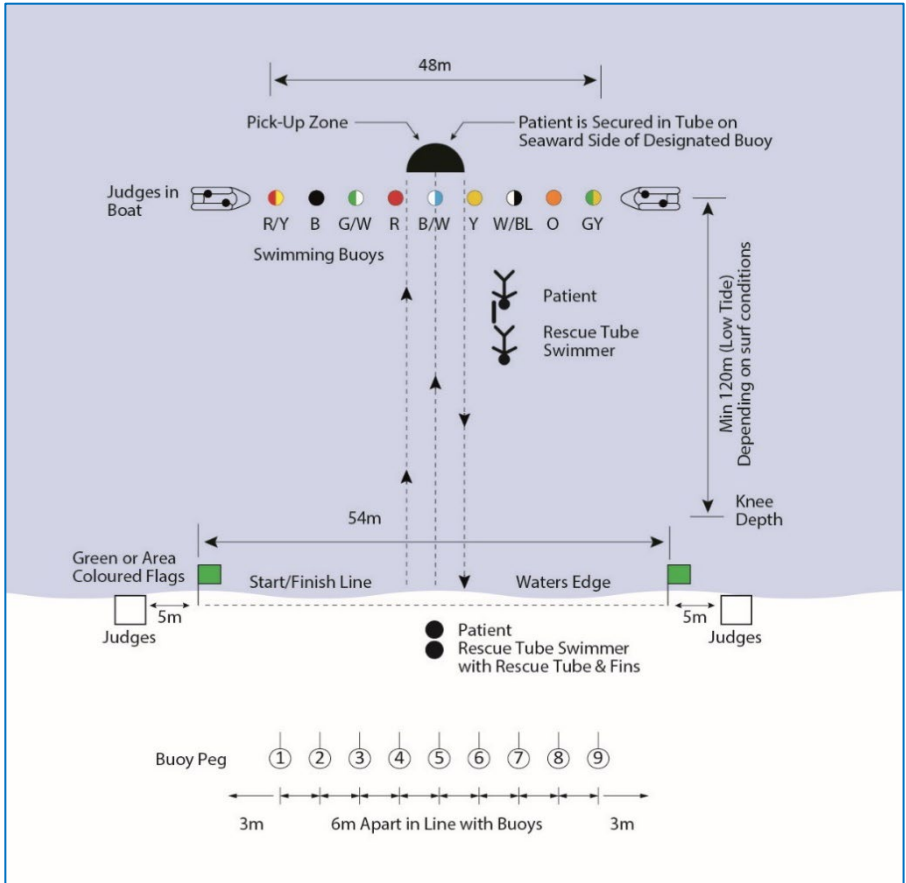 48m
Pick-Up Zone
Patient is Secured in Tube on
Seaward Side of Designated Buoy
Judges in
Boat
R/Y B G/W R B/W Y W/BL O GY
Swimming Buoys
Patient
Rescue Tube
Swimmer
Min 120m (Low Tide)
Depending on surf conditions
Knee
Depth
54m
Green or Area
Coloured Flags
Start/Finish Line
Waters Edge
5m
5m
Judges
Judges
Patient
Rescue Tube Swimmer
with Rescue Tube & Fins
Buoy Peg 1 2 3 4 5 6 7 8 9
3m 6m Apart in Line with Buoys 3m